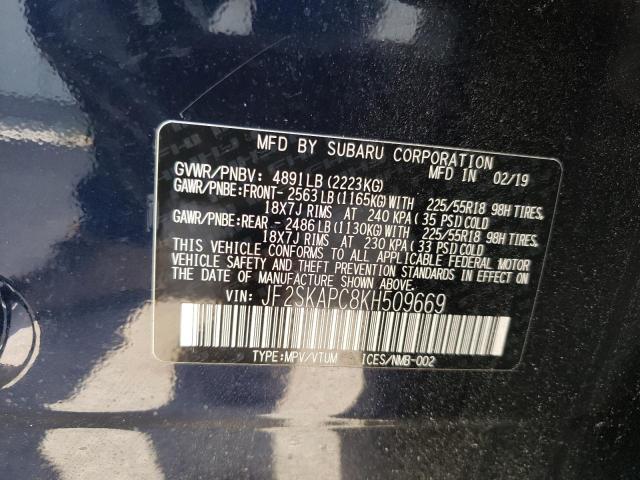 MFD BY SUBARU CORPORATION
GVWR/PNBV: 4891LB (2223KG) MFD IN 02/19
GAWR/PNBE: FRONT- 2563 LB (1165KG) WITH 225/55R18 98H TIRES
18X7J RIMS AT 240 KPA ( 35 PSI) COLD
GAWR/PNBE: REAR - 2486 LB (1130KG) WITH 225/55R18 98H TIRES
18X7J RIMS AT 230 KPA ( 33 PSI) COLD
THIS VEHICLE CONFORMS TO ALL APPLICABLE FEDERAL MOTOR
VEHICLE SAFETY AND THEFT PREVENTION STANDARDS IN EFFECT ON
THE DATE OF MANUFACTURE SHOWN ABOVE.
VIN: JF2SKAPC8KH509669
TYPE: MPV/VTUM ICES/NMB-002